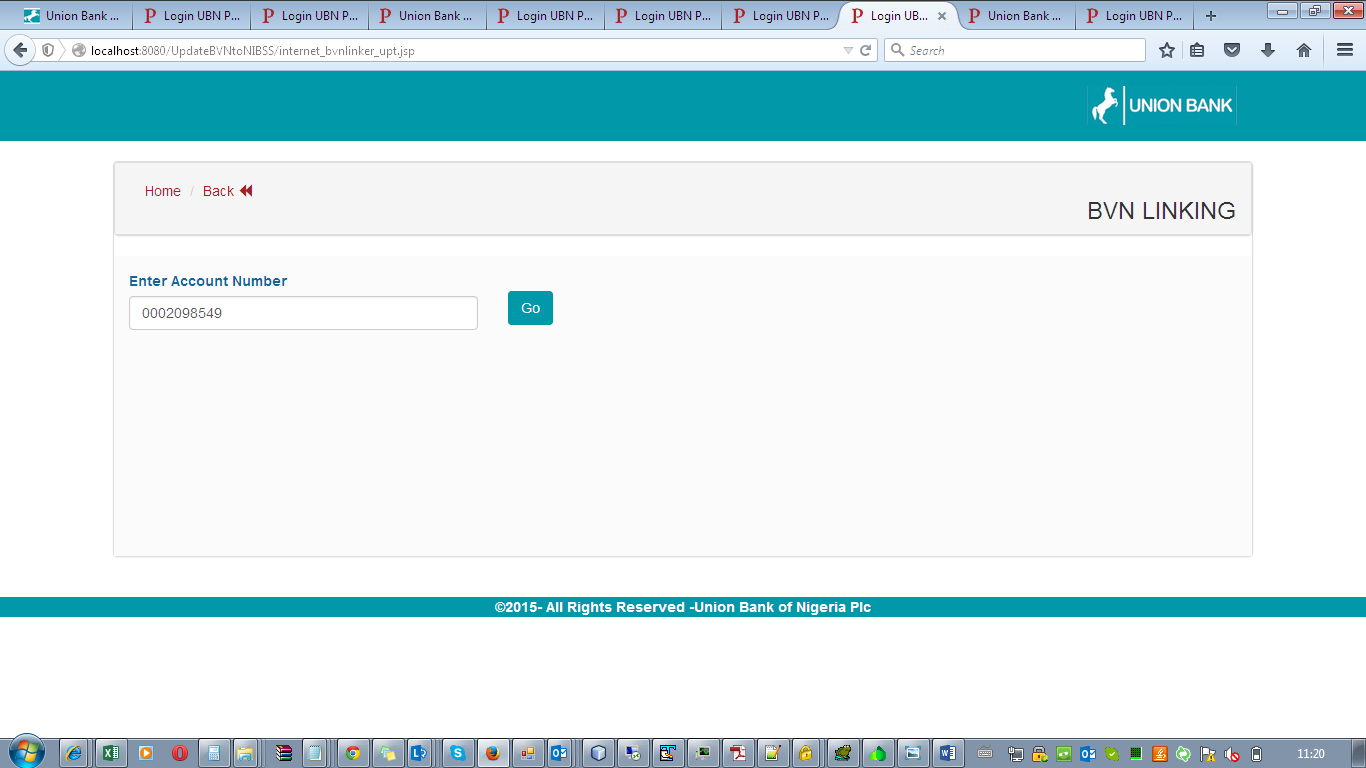 Union Bank ... Login UBN P... Login UBN P... Union Bank ... Login UBN P... Login UBN P... Login UBN P... Login UB... Union Bank ... Login UBN P...
localhost:8080/UpdateBVNtoNIBSS/internet_bvnlinker_upt.jsp Search
UNION BANK
Home / Back
BVN LINKING
Enter Account Number
0002098549 Go
©2015- All Rights Reserved -Union Bank of Nigeria Plc
11:20